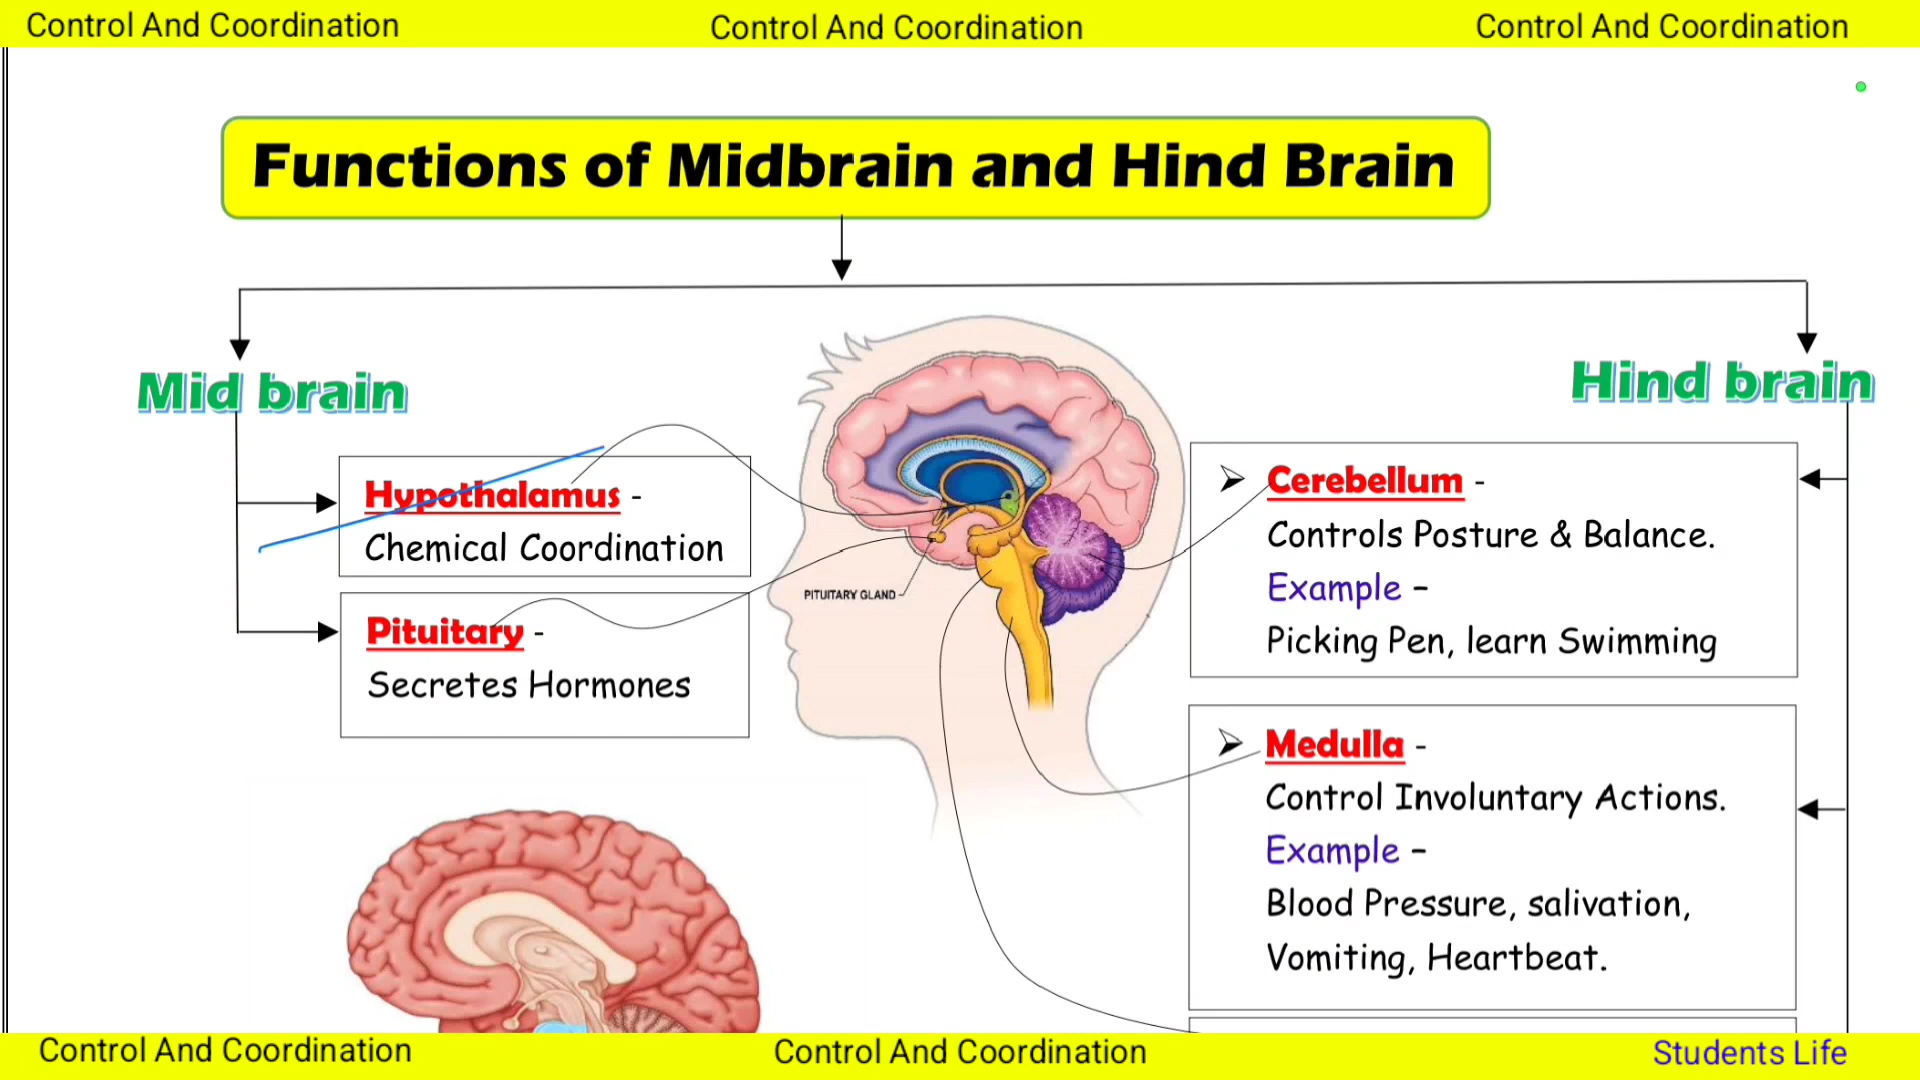 Control And Coordination
Control And Coordination
Control And Coordination
Functions of Midbrain and Hind Brain
Mid brain
Hind brain
Hypothalamus -
Chemical Coordination
Pituitary -
Secretes Hormones
PITUITARY GLAND
Cerebellum -
Controls Posture & Balance.
Example –
Picking Pen, learn Swimming
Medulla -
Control Involuntary Actions.
Example –
Blood Pressure, salivation,
Vomiting, Heartbeat.
Control And Coordination
Control And Coordination
Students Life